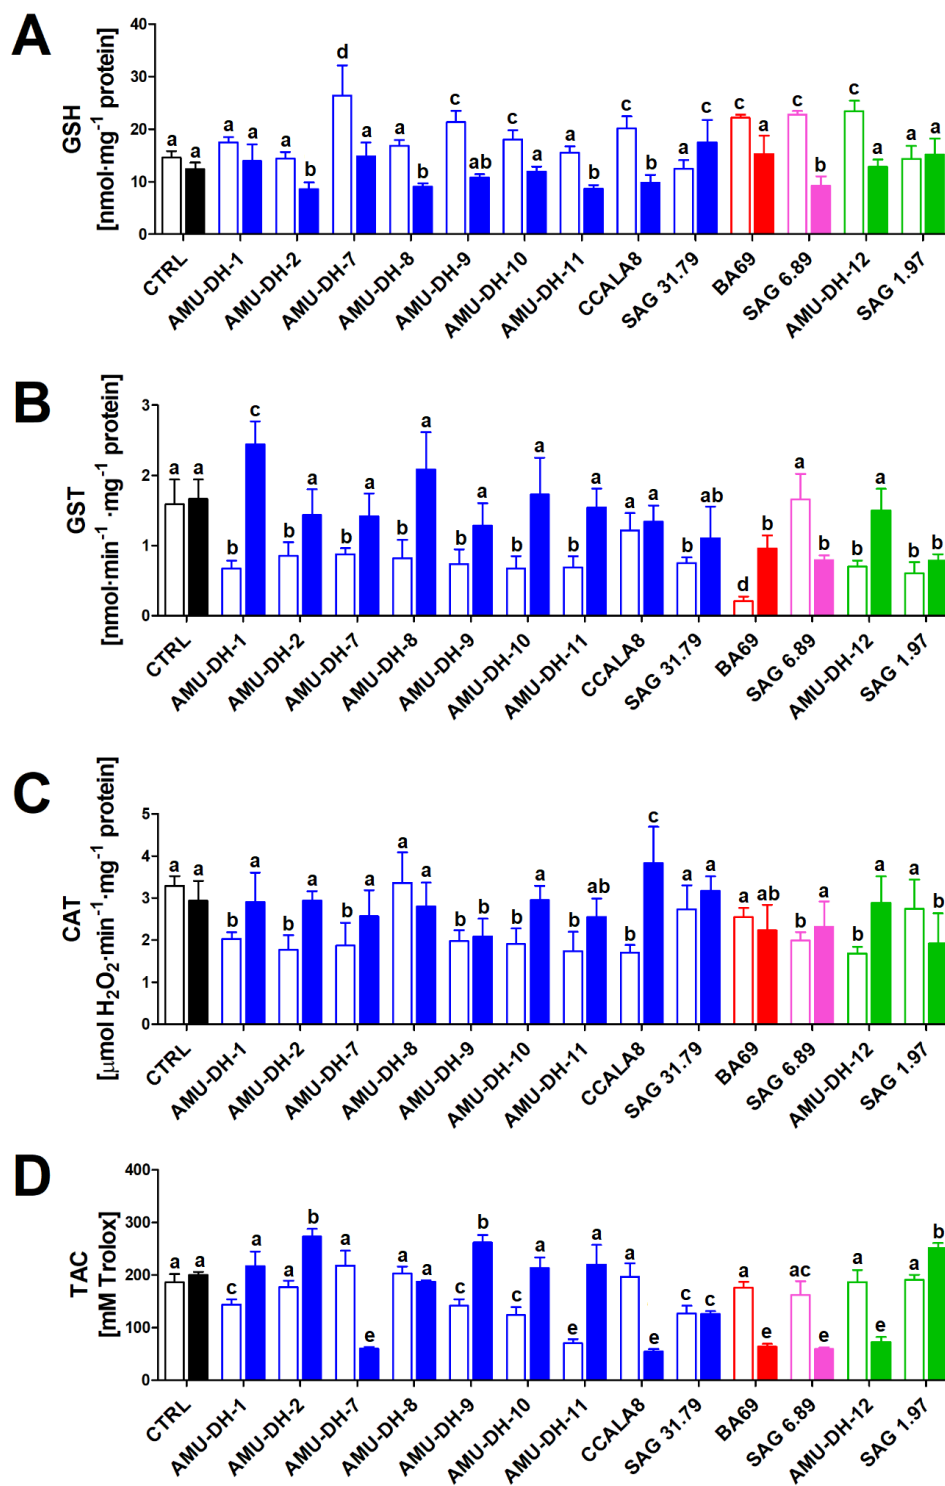 A
GSH
[nmol·mg⁻¹ protein]
40
30
20
10
0
a a a a a b d a a b c ab c a a b c b a c c a c b c a a a
CTRL AMU-DH-1 AMU-DH-2 AMU-DH-7 AMU-DH-8 AMU-DH-9 AMU-DH-10 AMU-DH-11 CCALA8 SAG 31.79 BA69 SAG 6.89 AMU-DH-12 SAG 1.97
B
GST
[nmol·min⁻¹ ·mg⁻¹ protein]
3
2
1
0
a a b c b a b a b a b a b a b a a a b ab d b a b b a b b
CTRL AMU-DH-1 AMU-DH-2 AMU-DH-7 AMU-DH-8 AMU-DH-9 AMU-DH-10 AMU-DH-11 CCALA8 SAG 31.79 BA69 SAG 6.89 AMU-DH-12 SAG 1.97
C
CAT
[µmol H₂O₂·min⁻¹·mg⁻¹ protein]
5
4
3
2
1
0
a a b a b a b a a a b b b a b ab b c a a a ab b a b a a b
CTRL AMU-DH-1 AMU-DH-2 AMU-DH-7 AMU-DH-8 AMU-DH-9 AMU-DH-10 AMU-DH-11 CCALA8 SAG 31.79 BA69 SAG 6.89 AMU-DH-12 SAG 1.97
D
TAC
[mM Trolox]
400
300
200
100
0
a a c a a b a e a a c b c a e a a e c c a e ac e a e a b
CTRL AMU-DH-1 AMU-DH-2 AMU-DH-7 AMU-DH-8 AMU-DH-9 AMU-DH-10 AMU-DH-11 CCALA8 SAG 31.79 BA69 SAG 6.89 AMU-DH-12 SAG 1.97